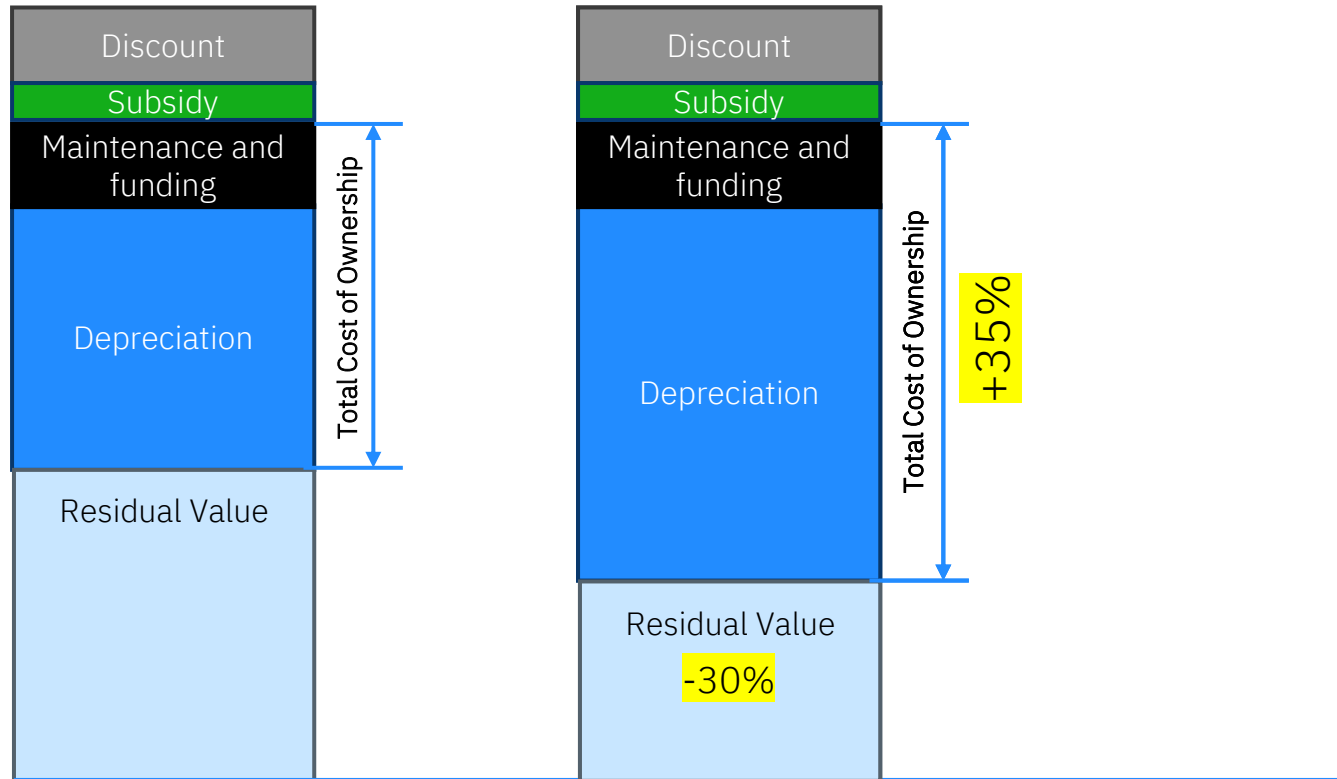 Discount
Subsidy
Maintenance and
funding
Depreciation
Total Cost of Ownership
Residual Value
Discount
Subsidy
Maintenance and
funding
Depreciation
Total Cost of Ownership
+35%
Residual Value
-30%